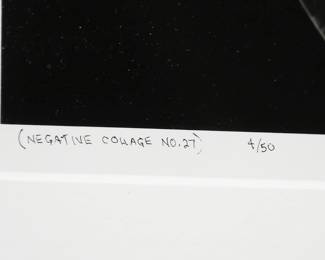 (NEGATIVE COLLAGE NO.27) 4/50